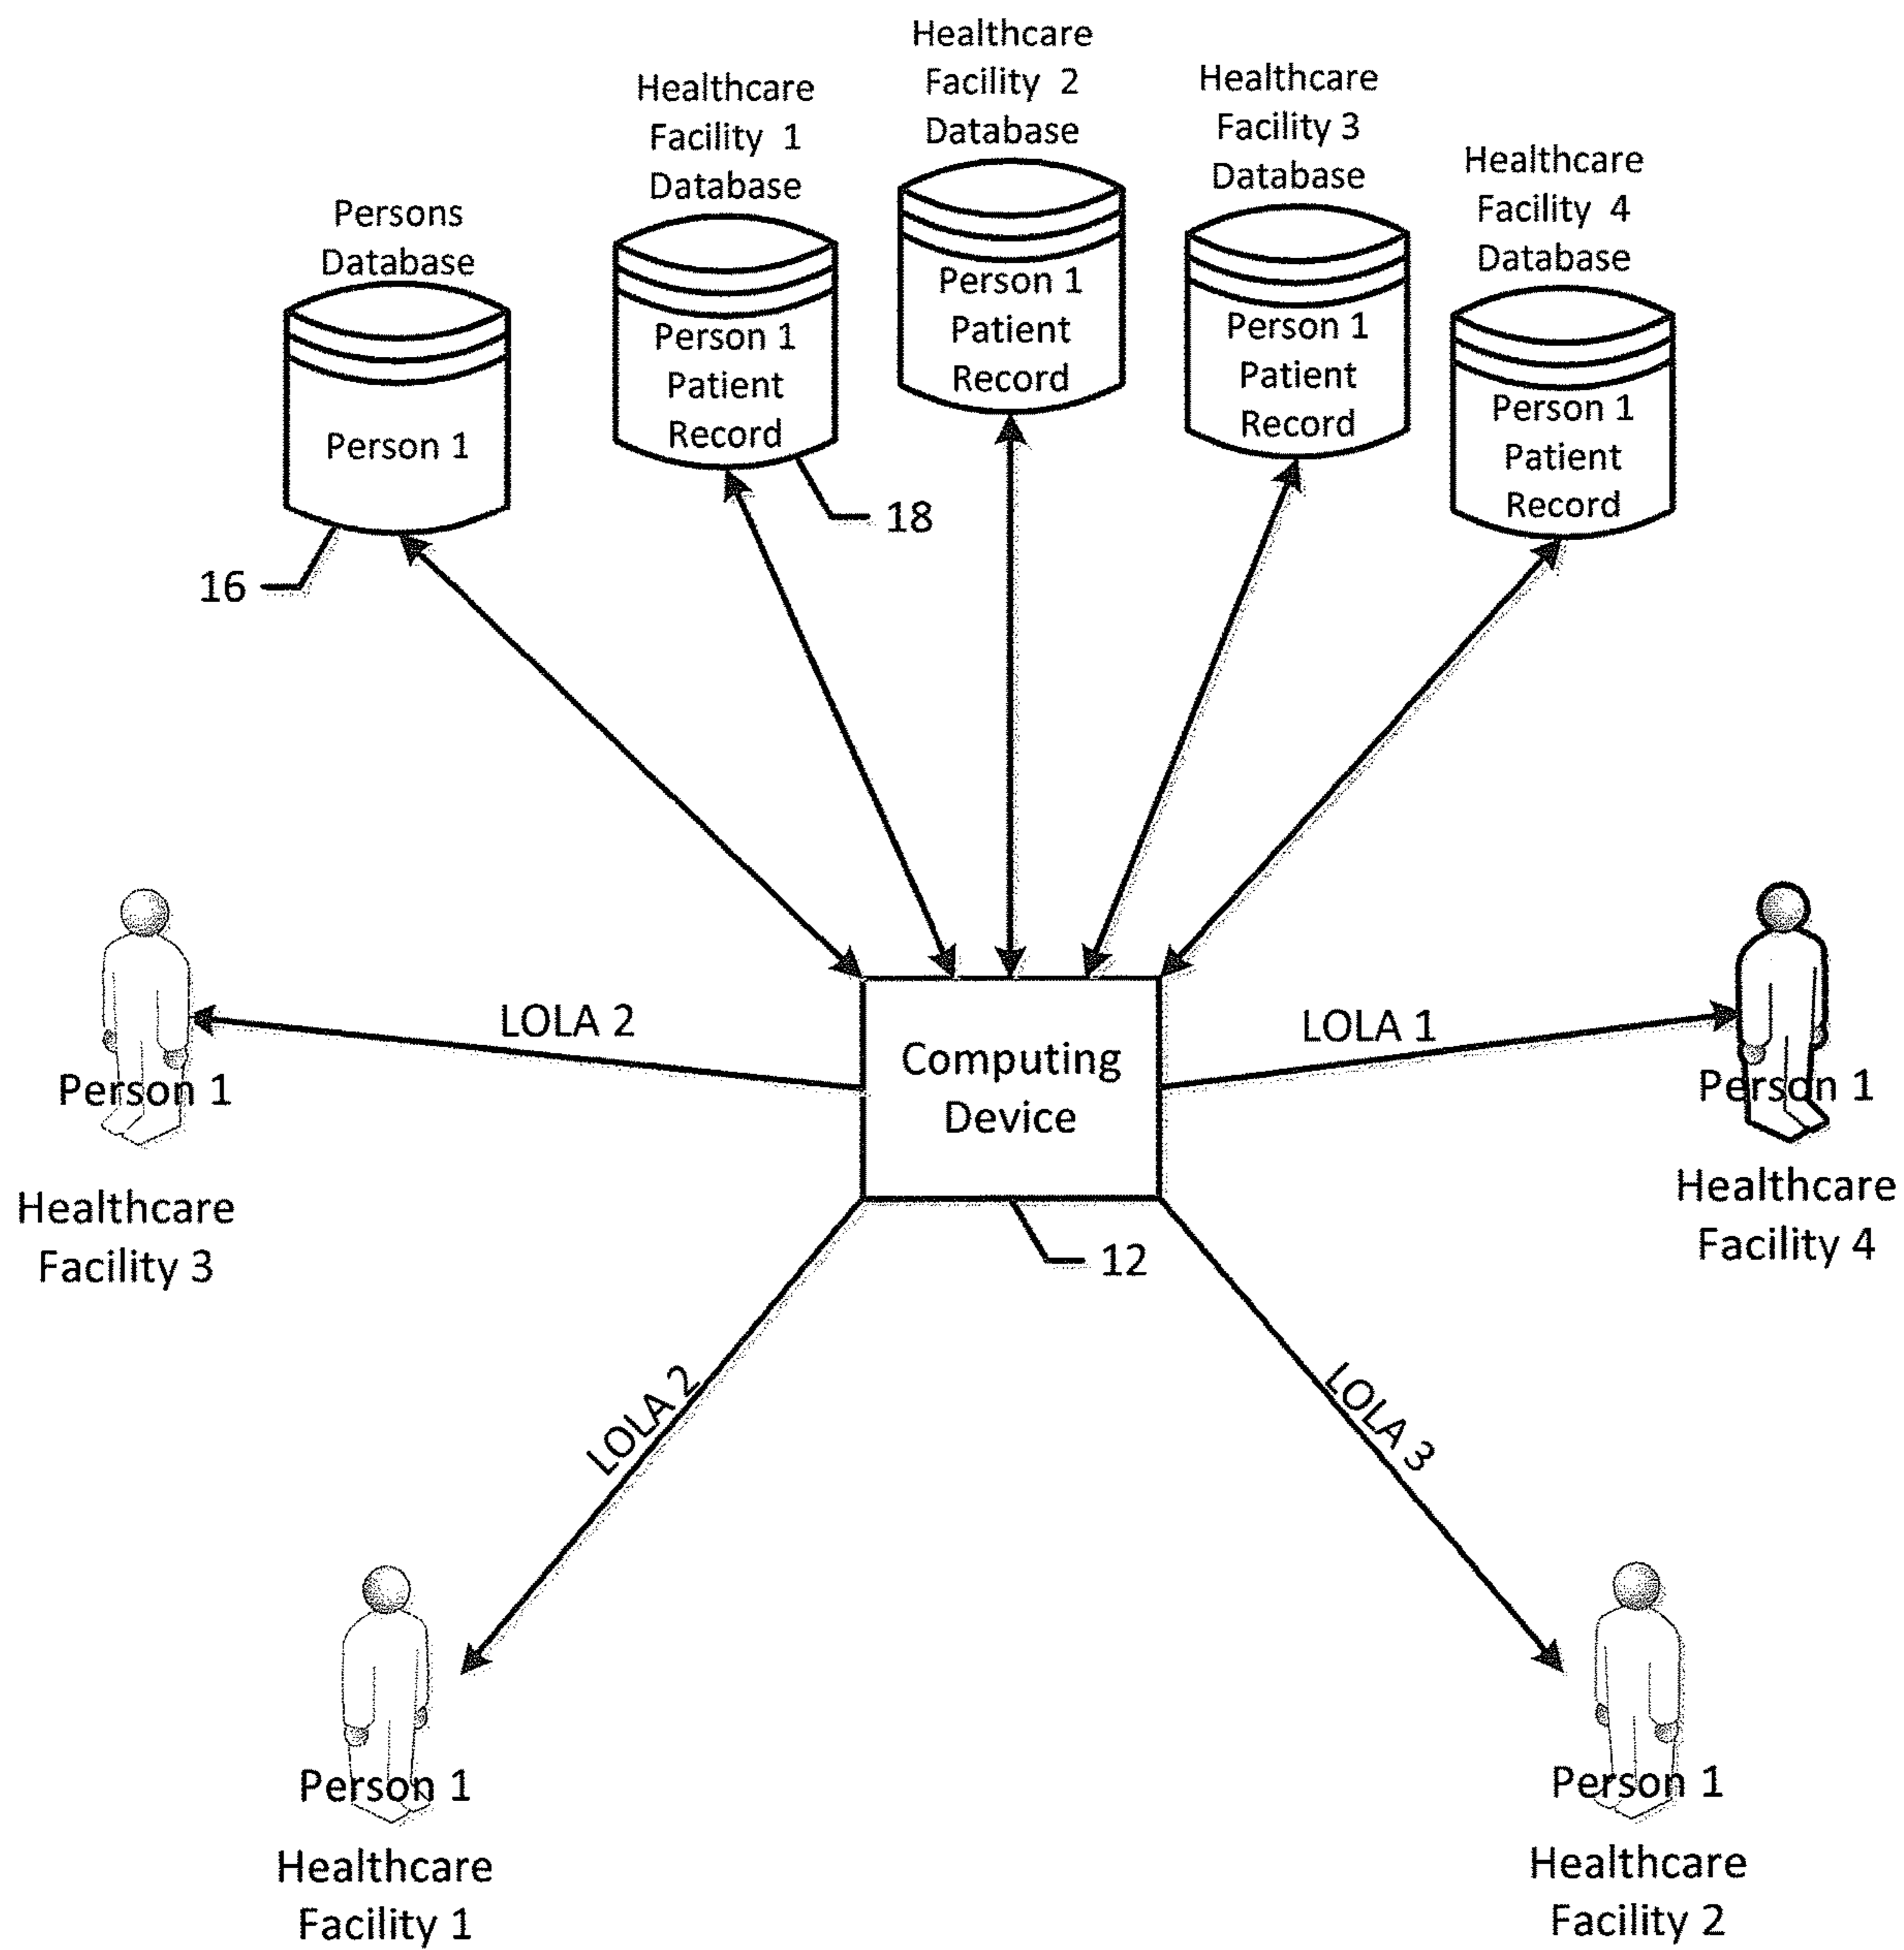 Healthcare
Facility 2
Database
Healthcare
Facility 3
Database
Healthcare
Facility 1
Database
Healthcare
Facility 4
Database
Persons
Database
Person 1
Patient
Record
Person 1
Patient
Record
Person 1
Patient
Record
Person 1
Patient
Record
Person 1
18
16
LOLA 2
LOLA 1
Computing
Device
Person 1
Person 1
Healthcare
Facility 3
Healthcare
Facility 4
12
LOLA 2
LOLA 3
Person 1
Person 1
Healthcare
Facility 1
Healthcare
Facility 2